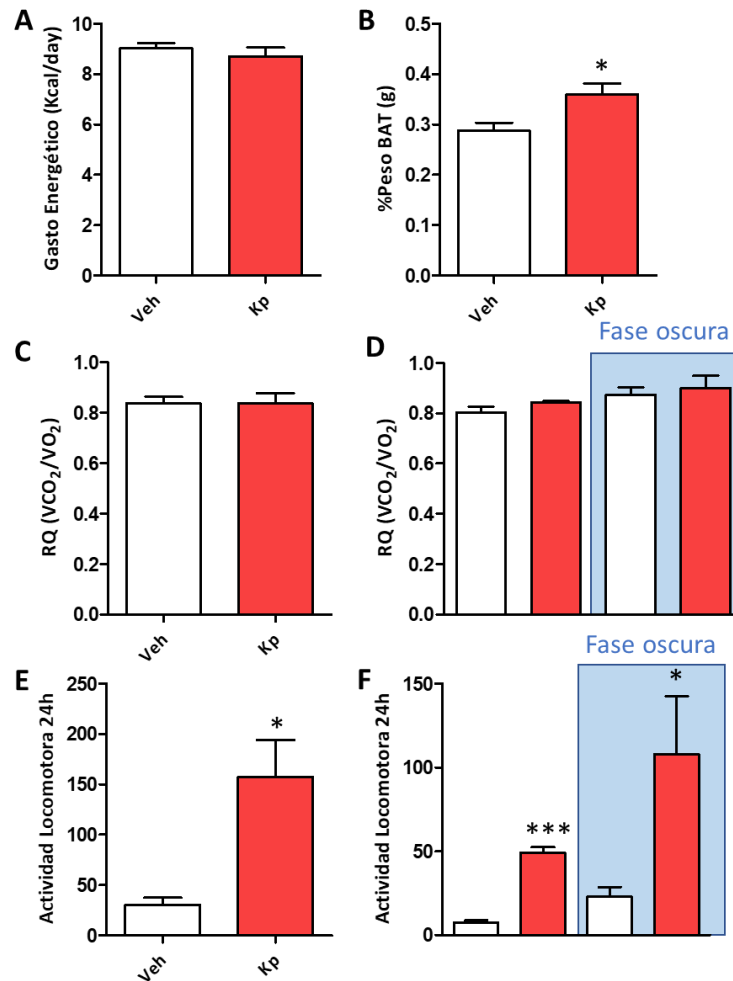 A
Gasto Energético (Kcal/day)
10
8
6
4
2
0
Veh
Kp
B
%Peso BAT (g)
0.5
0.4
0.3
0.2
0.1
0.0
*
Veh
Kp
C
RQ (VCO₂/VO₂)
1.0
0.8
0.6
0.4
0.2
0.0
Veh
Kp
D
Fase oscura
RQ (VCO₂/VO₂)
1.0
0.8
0.6
0.4
0.2
0.0
E
Actividad Locomotora 24h
250
200
150
100
50
0
*
Veh
Kp
F
Fase oscura
Actividad Locomotora 24h
150
100
50
0
***
*